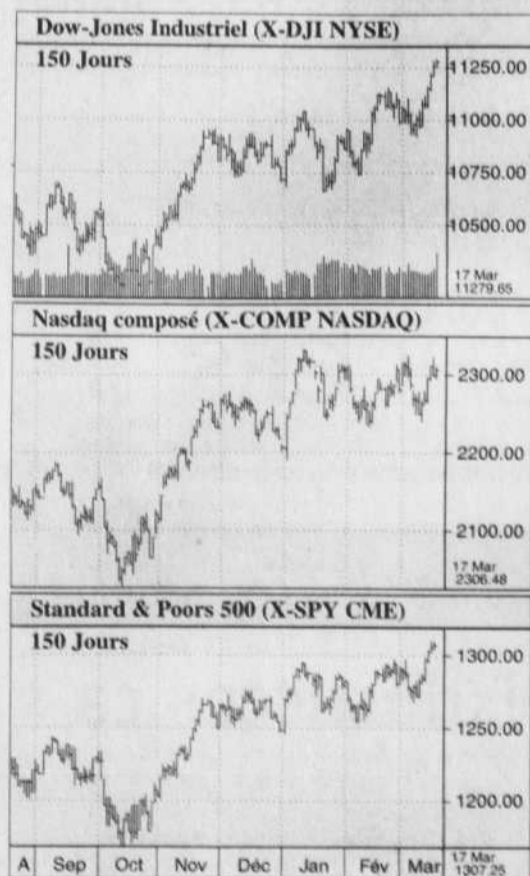 Dow-Jones Industriel (X-DJI NYSE)
150 Jours
11250.00
11000.00
10750.00
10500.00
17 Mar
11279.65
Nasdaq composé (X-COMP NASDAQ)
150 Jours
2300.00
2200.00
2100.00
17 Mar
2306.48
Standard & Poors 500 (X-SPY CME)
150 Jours
1300.00
1250.00
1200.00
A Sep Oct Nov Déc Jan Fév Mar
17 Mar
1307.25